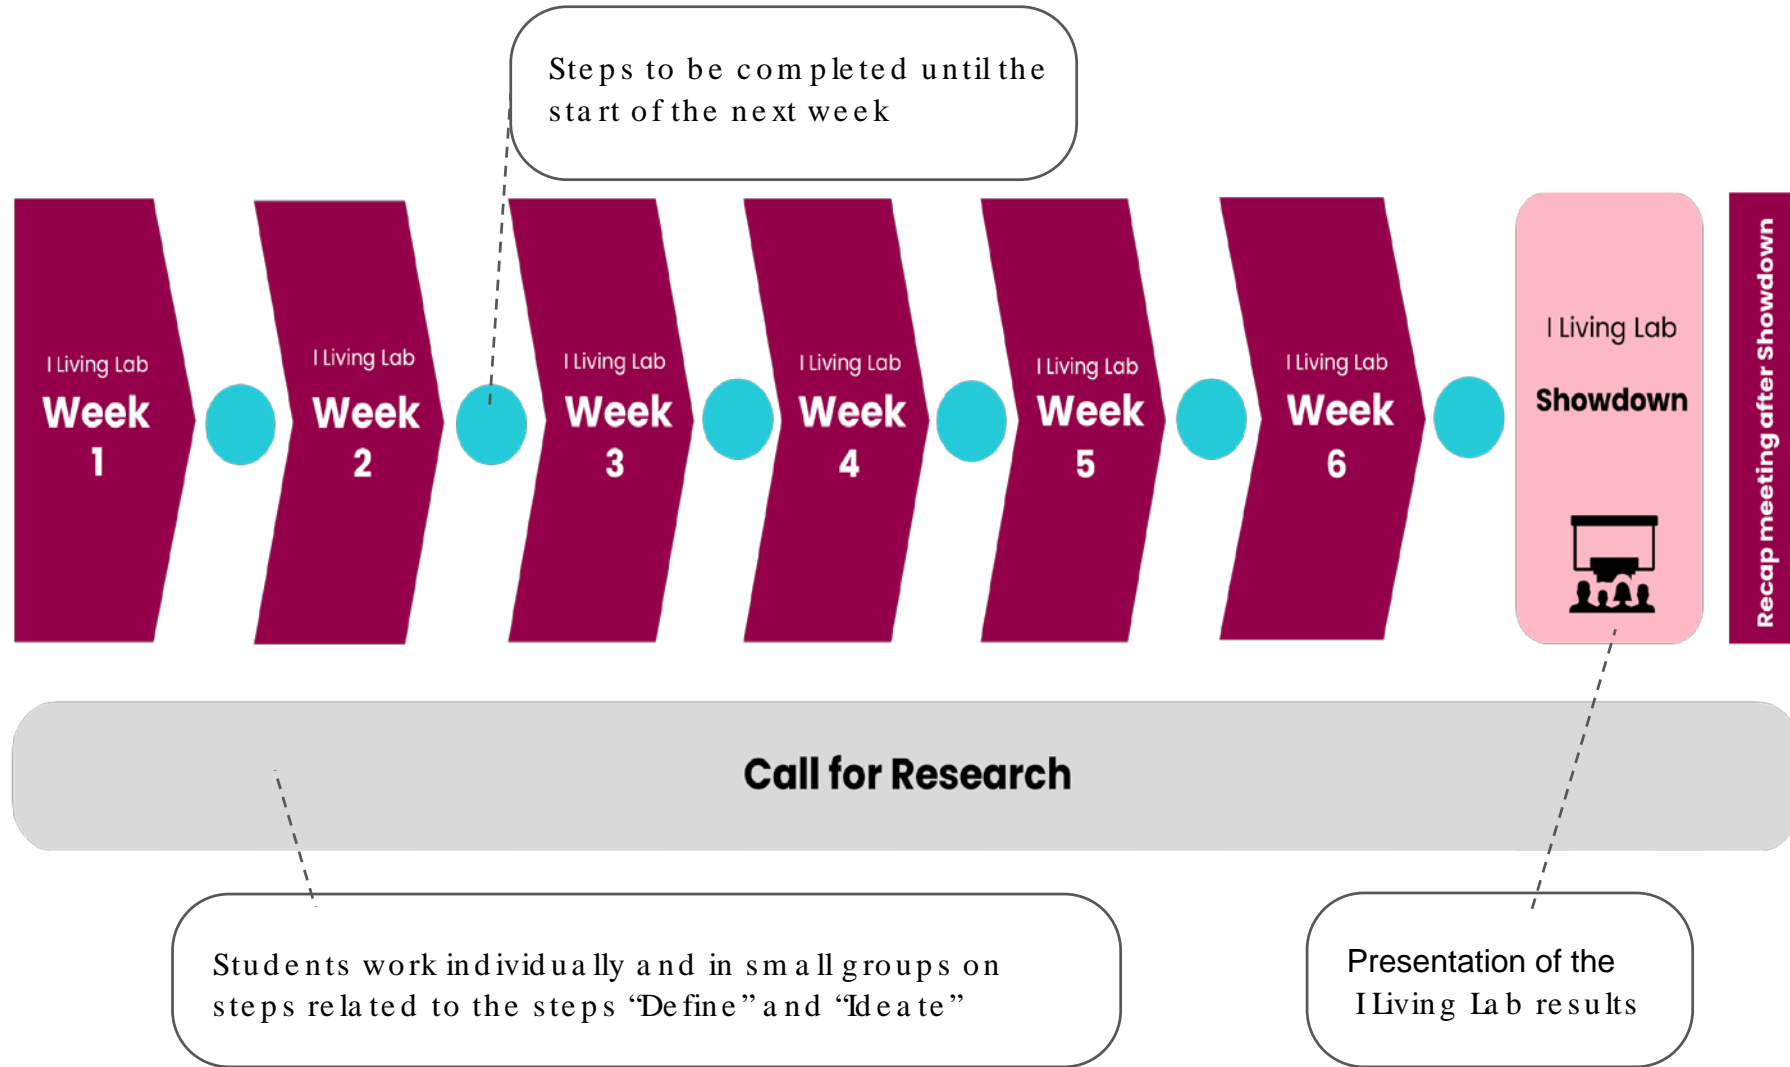 Steps to be completed until the
start of the next week
I Living Lab
Week
1
I Living Lab
Week
2
I Living Lab
Week
3
I Living Lab
Week
4
I Living Lab
Week
5
I Living Lab
Week
6
I Living Lab
Showdown
Recap meeting after Showdown
Call for Research
Students work individually and in small groups on
steps related to the steps “Define” and “Ideate”
Presentation of the
I Living Lab results